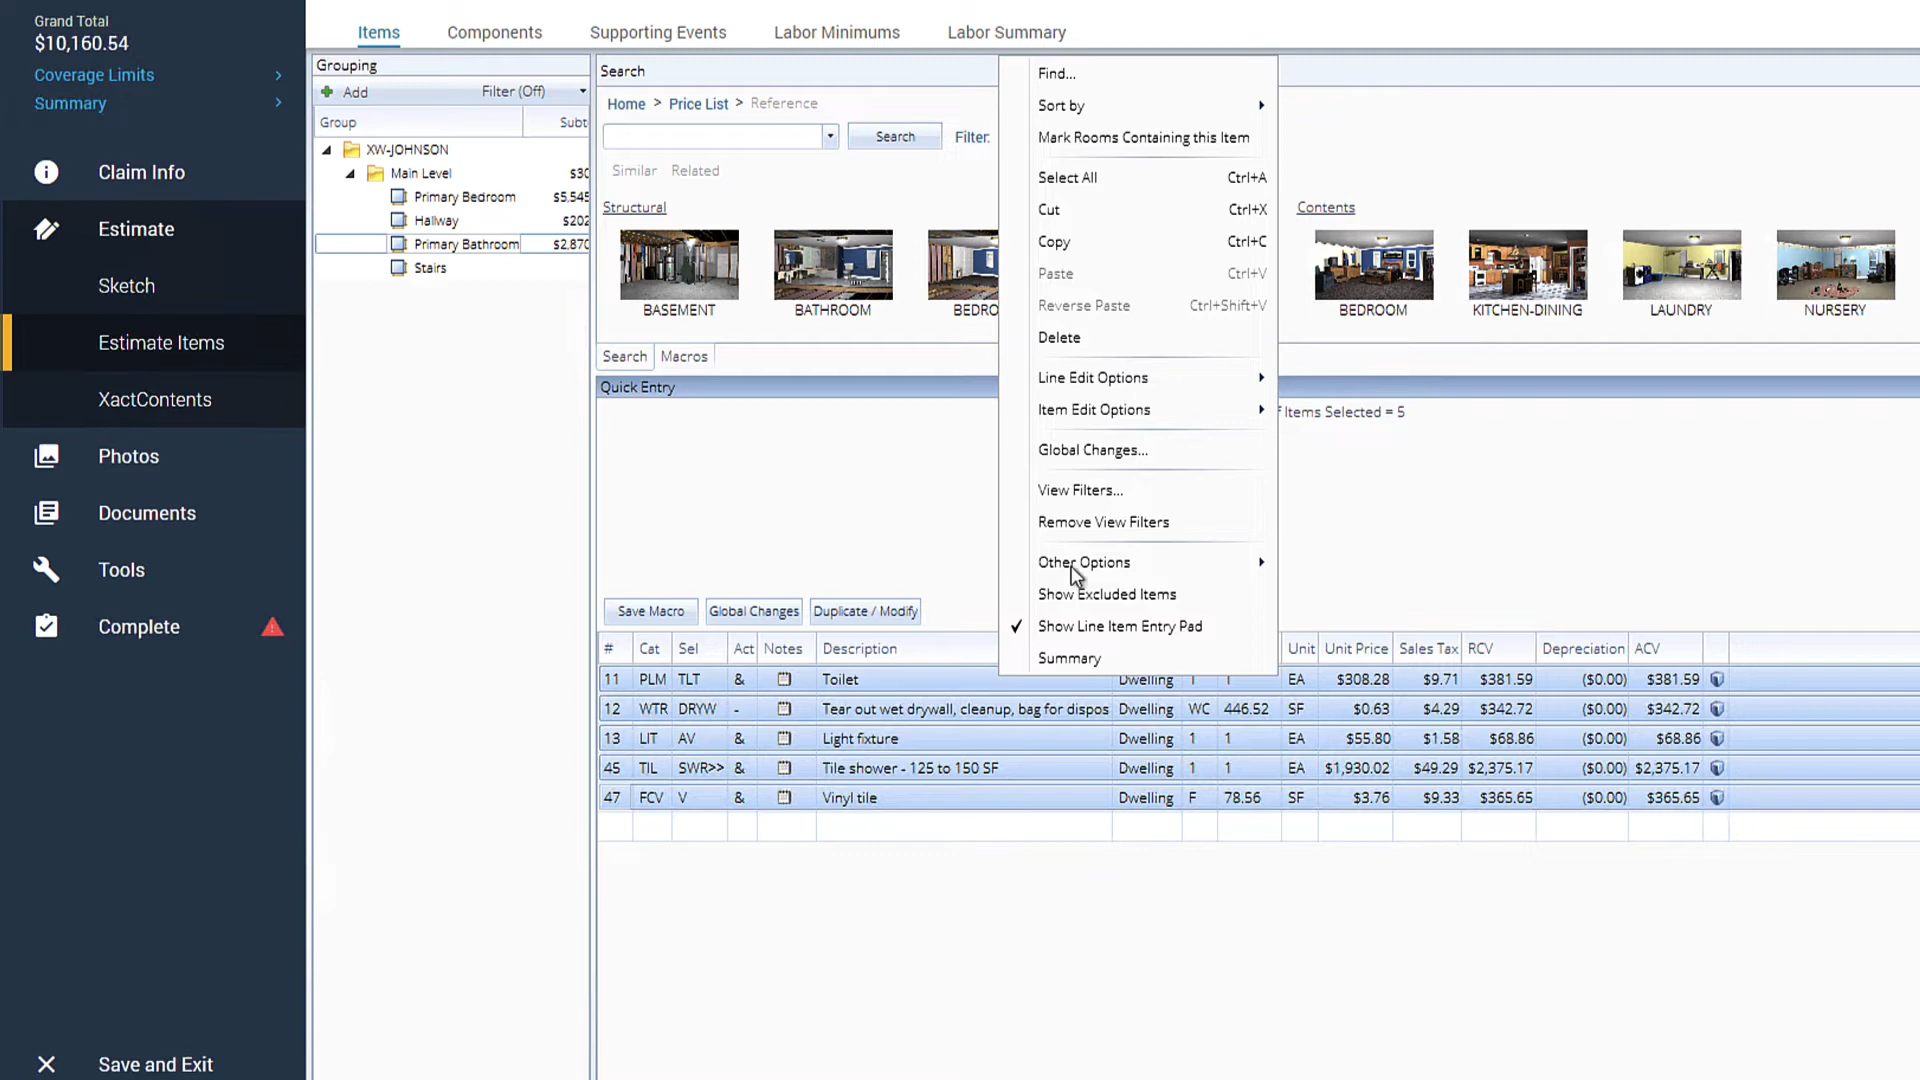 Grand Total
$10,160.54
Coverage Limits
Summary
Claim Info
Estimate
Sketch
Estimate Items
XactContents
Photos
Documents
Tools
Complete
Save and Exit
Items Components Supporting Events Labor Minimums Labor Summary
Grouping
Add Filter (Off)
Group Subt
XW-JOHNSON
Main Level $30
Primary Bedroom $5,545
Hallway $202
Primary Bathroom $2,870
Stairs
Search
Home > Price List > Reference
Search Filter:
Similar Related
Structural
BASEMENT BATHROOM BEDRO
Contents
BEDROOM KITCHEN-DINING LAUNDRY NURSERY
Search Macros
Quick Entry
f Items Selected = 5
Find...
Sort by
Mark Rooms Containing this Item
Select All Ctrl+A
Cut Ctrl+X
Copy Ctrl+C
Paste Ctrl+V
Reverse Paste Ctrl+Shift+V
Delete
Line Edit Options
Item Edit Options
Global Changes...
View Filters...
Remove View Filters
Other Options
Show Excluded Items
Show Line Item Entry Pad
Summary
Save Macro Global Changes Duplicate / Modify
# Cat Sel Act Notes Description Unit Unit Price Sales Tax RCV Depreciation ACV
11 PLM TLT & Toilet Dwelling 1 1 EA $308.28 $9.71 $381.59 ($0.00) $381.59
12 WTR DRYW - Tear out wet drywall, cleanup, bag for dispos Dwelling WC 446.52 SF $0.63 $4.29 $342.72 ($0.00) $342.72
13 LIT AV & Light fixture Dwelling 1 1 EA $55.80 $1.58 $68.86 ($0.00) $68.86
45 TIL SWR>> & Tile shower - 125 to 150 SF Dwelling 1 1 EA $1,930.02 $49.29 $2,375.17 ($0.00) $2,375.17
47 FCV V & Vinyl tile Dwelling F 78.56 SF $3.76 $9.33 $365.65 ($0.00) $365.65